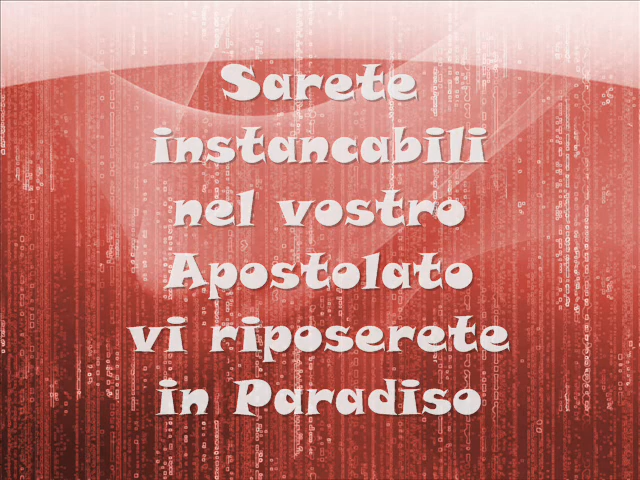 Sarete
instancabili
nel vostro
Apostolato
vi riposerete
in Paradiso